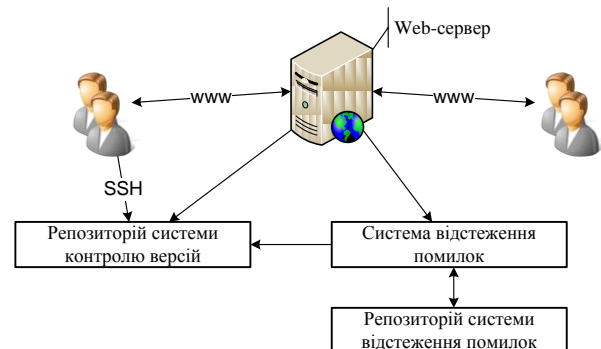 Web-сервер
www
www
SSH
Репозиторій системи
контролю версій
Система відстеження
помилок
Репозиторій системи
відстеження помилок